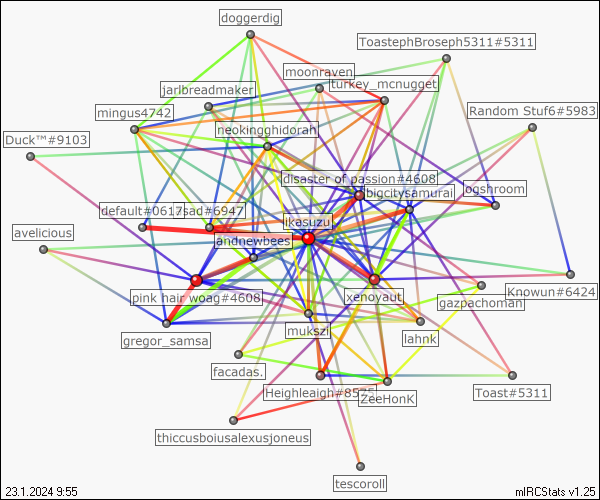 doggerdig
ToastephBroseph5311#5311
moonraven
turkey_mcnugget
jarlbreadmaker
mingus4742
Random Stuf6#5983
neokingghidorah
Duck™#9103
disaster of passion#4608
bigcitysamurai
logshroom
default#0617
sad#6947
ikasuzu
avelicious
andnewbees
pink hair woag#4608
xenoyaut
Knowun#6424
gazpachoman
mukszi
gregor_samsa
lahnk
facadas.
Heighleaigh#8575
ZeeHonK
Toast#5311
thiccusboiusalexusjoneus
tescoroll
23.1.2024 9:55
mIRCStats v1.25